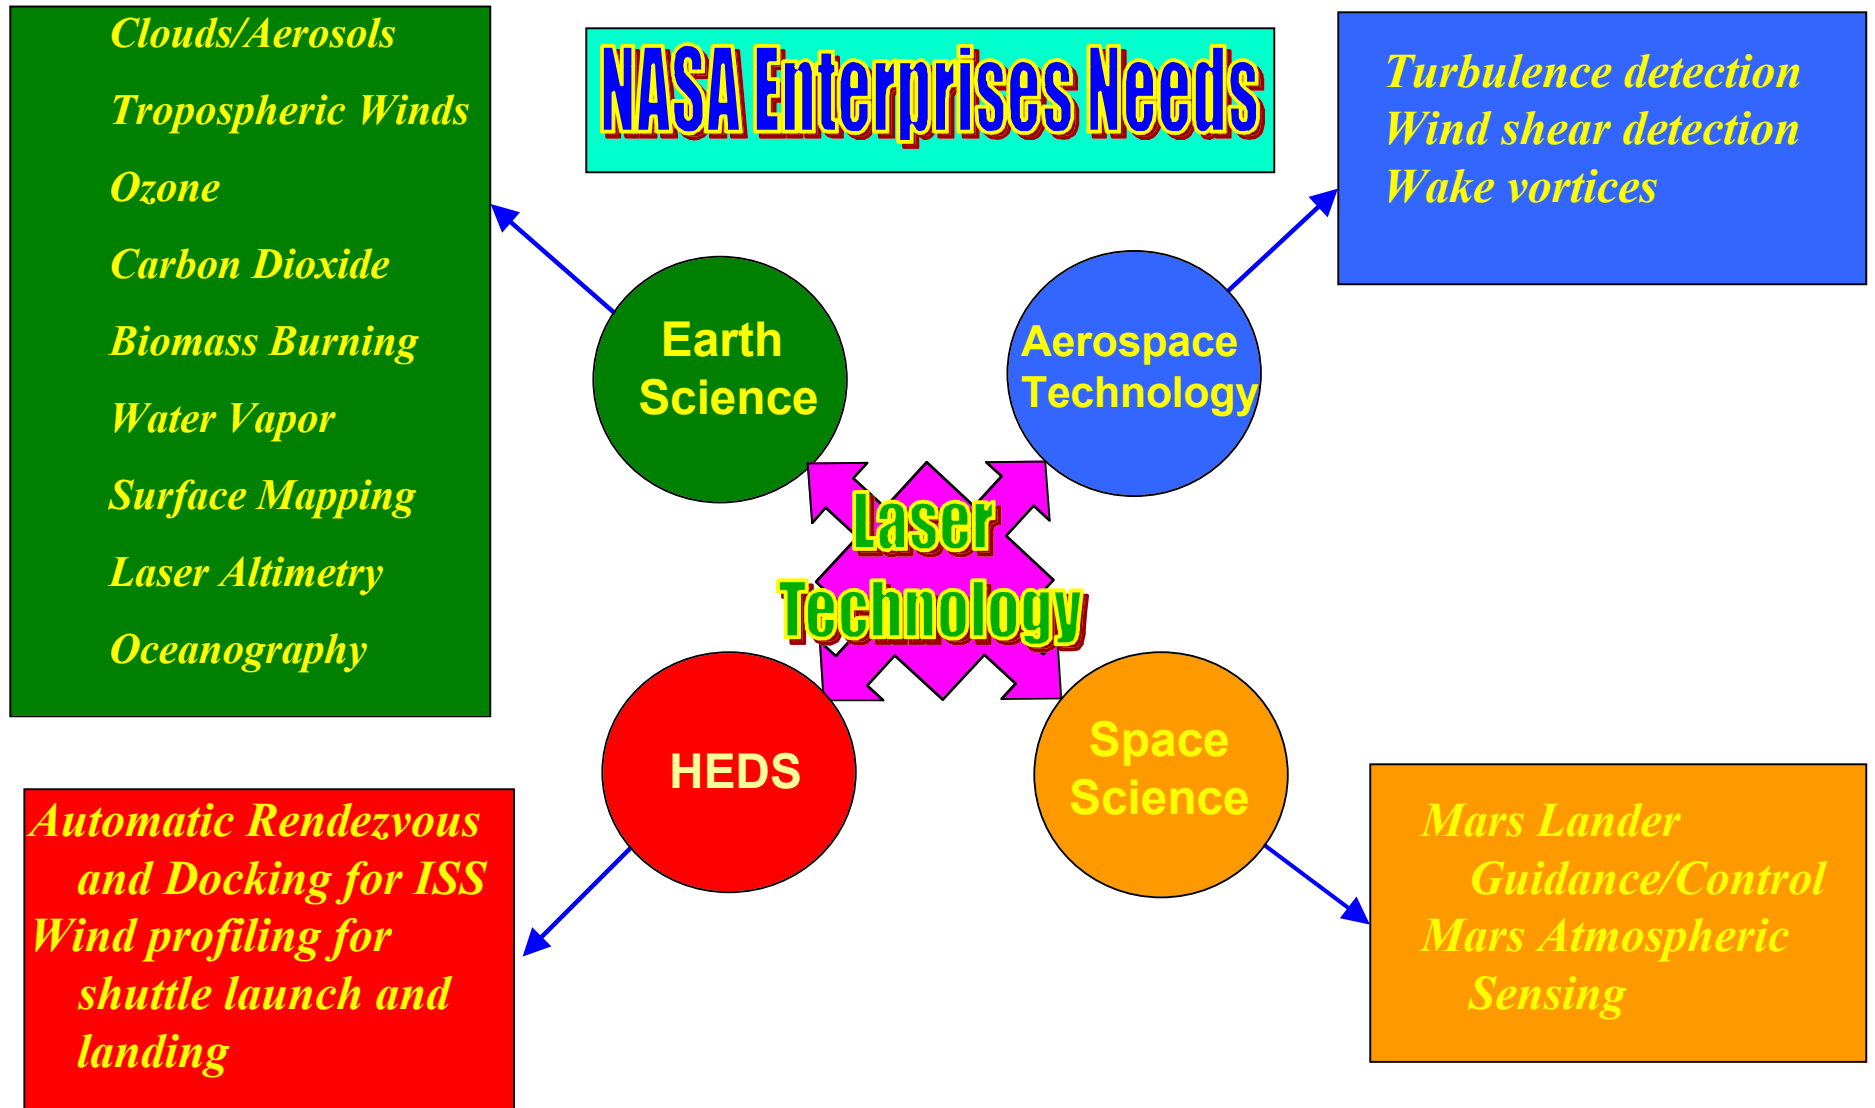 NASA Enterprises Needs
Clouds/Aerosols
Tropospheric Winds
Ozone
Carbon Dioxide
Biomass Burning
Water Vapor
Surface Mapping
Laser Altimetry
Oceanography
Turbulence detection
Wind shear detection
Wake vortices
Earth
Science
Aerospace
Technology
Laser
Technology
HEDS
Space
Science
Automatic Rendezvous
and Docking for ISS
Wind profiling for
shuttle launch and
landing
Mars Lander
Guidance/Control
Mars Atmospheric
Sensing